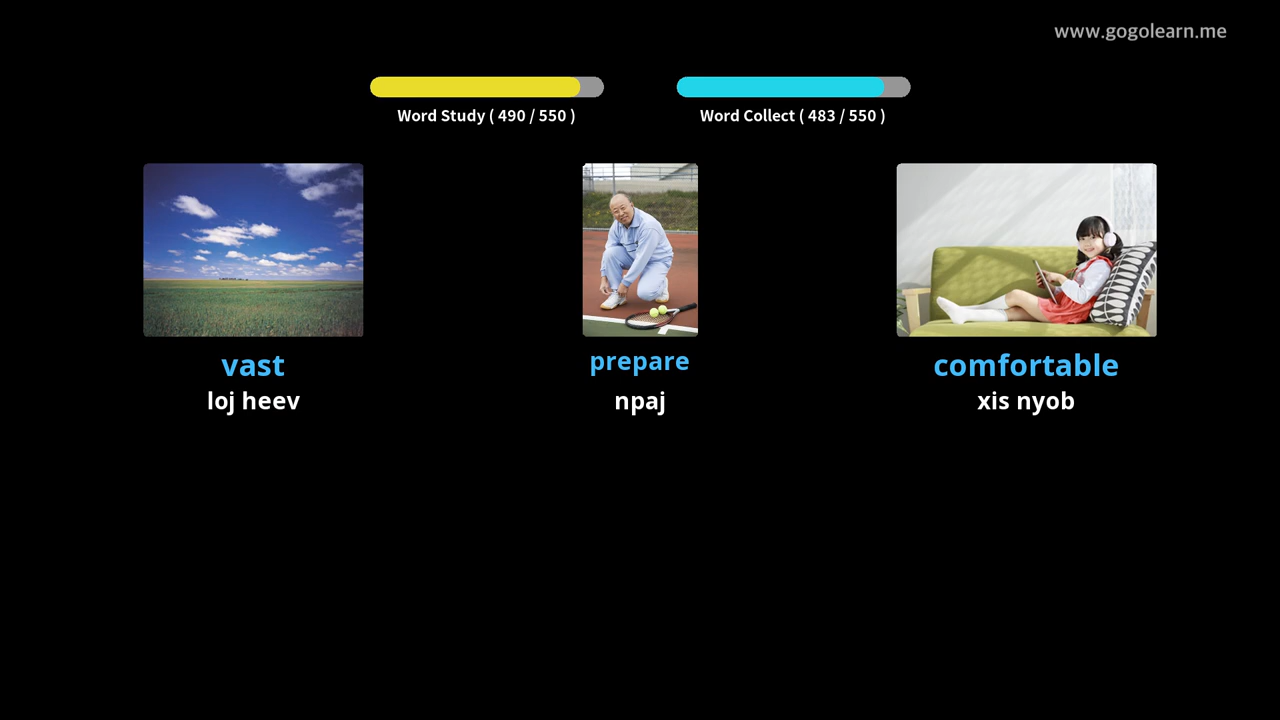 www.gogolearn.me
Word Study ( 490 / 550 )
Word Collect ( 483 / 550 )
vast
prepare
comfortable
loj heev
npaj
xis nyob